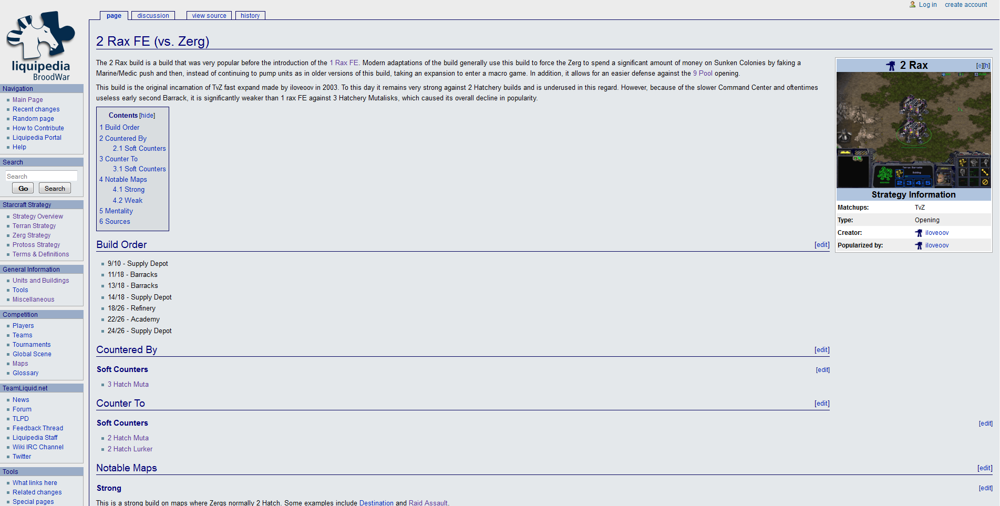 Log in create account
page discussion view source history
liquipedia
BroodWar
Navigation
Main Page
Recent changes
Random page
How to Contribute
Liquipedia Portal
Help
Search
Search
Go Search
Starcraft Strategy
Strategy Overview
Terran Strategy
Zerg Strategy
Protoss Strategy
Terms & Definitions
General Information
Units and Buildings
Tools
Miscellaneous
Competition
Players
Teams
Tournaments
Global Scene
Maps
Glossary
TeamLiquid.net
News
Forum
TLPD
Feedback Thread
Liquipedia Staff
Wiki IRC Channel
Twitter
Tools
What links here
Related changes
Special pages
2 Rax FE (vs. Zerg)
The 2 Rax build is a build that was very popular before the introduction of the 1 Rax FE. Modern adaptations of the build generally use this build to force the Zerg to spend a significant amount of money on Sunken Colonies by faking a
Marine/Medic push and then, instead of continuing to pump units as in older versions of this build, taking an expansion to enter a macro game. In addition, it allows for an easier defense against the 9 Pool opening.
This build is the original incarnation of TvZ fast expand made by iloveoov in 2003. To this day it remains very strong against 2 Hatchery builds and is underused in this regard. However, because of the slower Command Center and oftentimes
useless early second Barrack, it is significantly weaker than 1 rax FE against 3 Hatchery Mutalisks, which caused its overall decline in popularity.
Contents [hide]
1 Build Order
2 Countered By
2.1 Soft Counters
3 Counter To
3.1 Soft Counters
4 Notable Maps
4.1 Strong
4.2 Weak
5 Mentality
6 Sources
2 Rax [e][h]
Terran Barracks
Building
2 3 4 5
MENU
Strategy Information
Matchups: TvZ
Type: Opening
Creator: iloveoov
Popularized by: iloveoov
Build Order [edit]
9/10 - Supply Depot
11/18 - Barracks
13/18 - Barracks
14/18 - Supply Depot
18/26 - Refinery
22/26 - Academy
24/26 - Supply Depot
Countered By [edit]
Soft Counters [edit]
3 Hatch Muta
Counter To [edit]
Soft Counters [edit]
2 Hatch Muta
2 Hatch Lurker
Notable Maps [edit]
Strong [edit]
This is a strong build on maps where Zergs normally 2 Hatch. Some examples include Destination and Raid Assault.